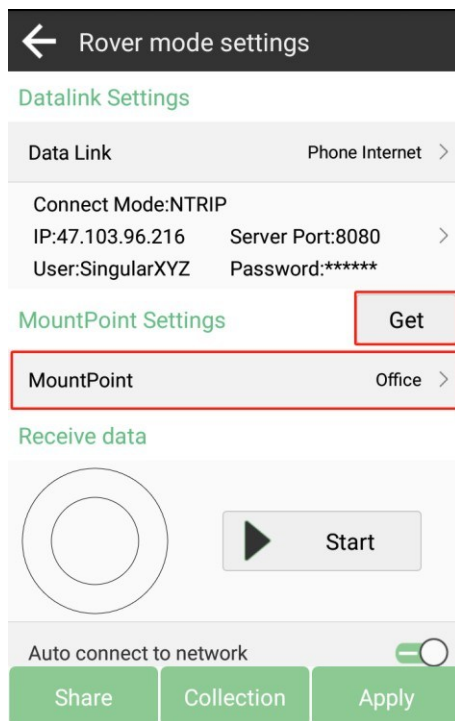 Rover mode settings
Datalink Settings
Data Link Phone Internet
Connect Mode:NTRIP
IP:47.103.96.216 Server Port:8080
User:SingularXYZ Password:******
MountPoint Settings Get
MountPoint Office
Receive data
Start
Auto connect to network
Share Collection Apply